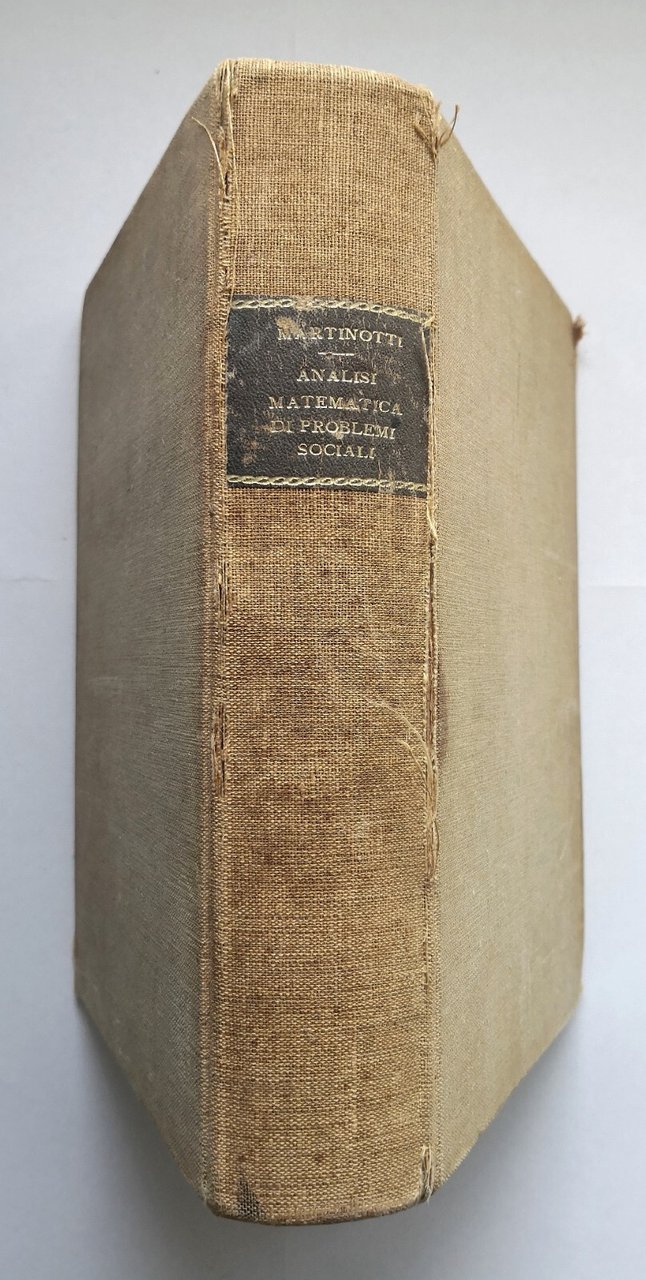 MARTINOTTI
ANALISI
MATEMATICA
DI PROBLEMI
SOCIALI